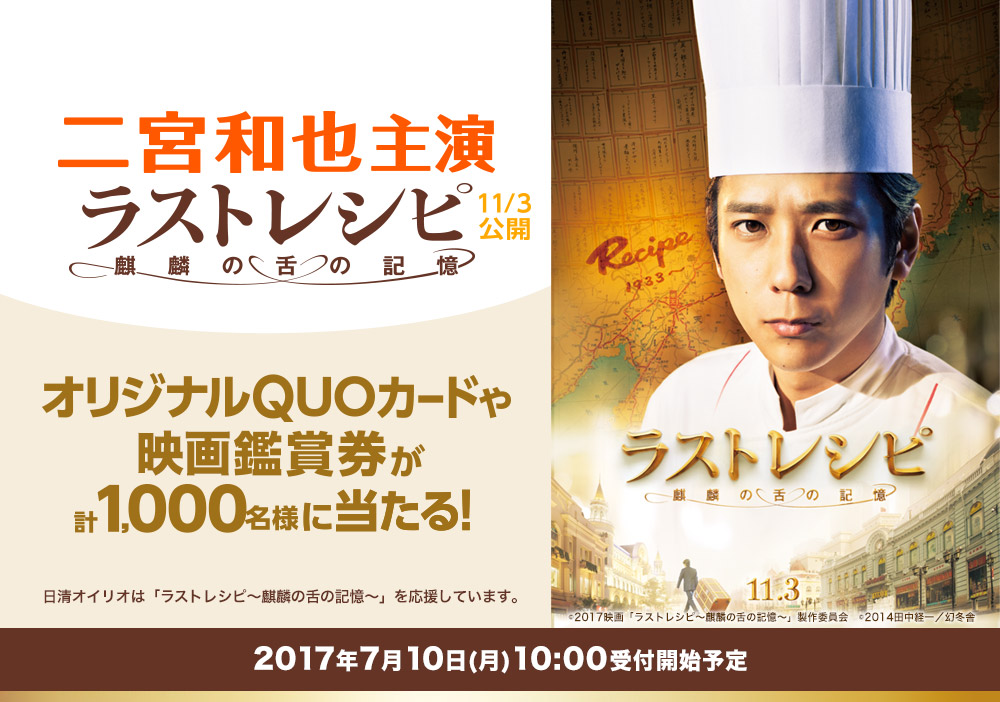 二宮和也主演
ラストレシピ
11/3
公開
麒麟の舌の記憶
オリジナルQUOカードや
映画鑑賞券が
計1,000名様に当たる!
日清オイリオは「ラストレシピ〜麒麟の舌の記憶〜」を応援しています。
Recipe
1933〜
ラストレシピ
麒麟の舌の記憶
11.3
©2017映画「ラストレシピ〜麒麟の舌の記憶〜」製作委員会 ©2014田中経一/幻冬舎
2017年7月10日(月)10:00受付開始予定